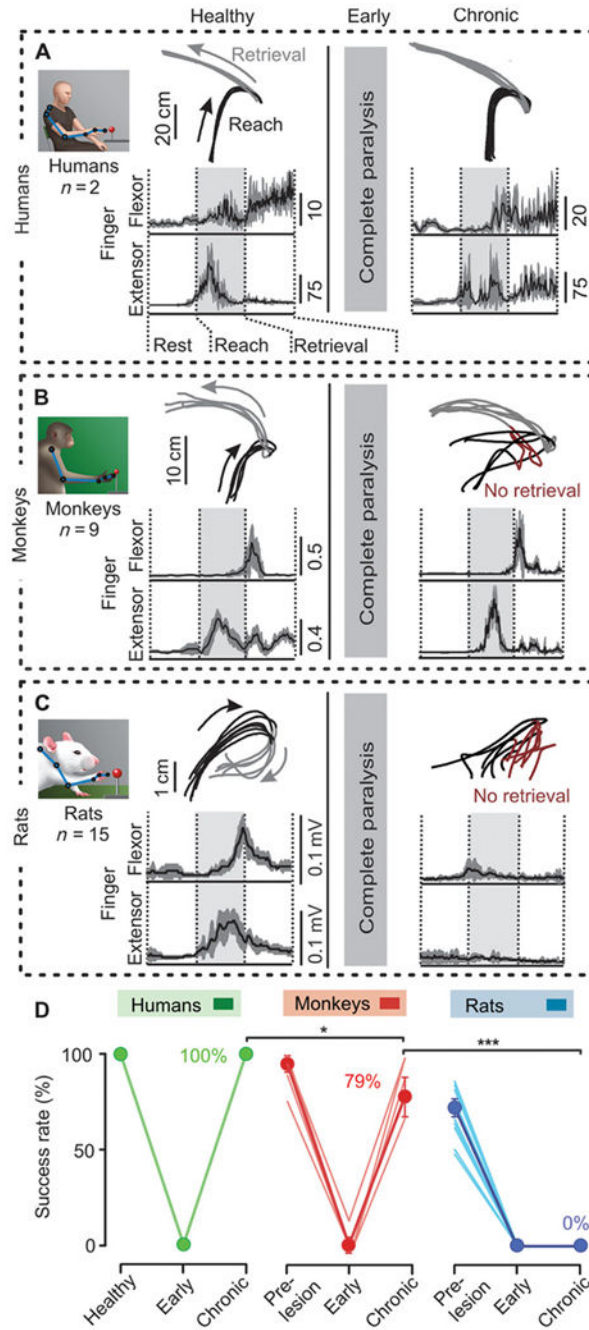 Healthy Early Chronic
A
Retrieval
20 cm
Reach
Humans
n = 2
Humans
Finger
Flexor
Extensor
10
75
Complete paralysis
20
75
Rest Reach Retrieval
B
10 cm
No retrieval
Monkeys
n = 9
Monkeys
Finger
Flexor
Extensor
0.5
0.4
Complete paralysis
C
1 cm
No retrieval
Rats
n = 15
Rats
Finger
Flexor
Extensor
0.1 mV
0.1 mV
Complete paralysis
D
Humans Monkeys Rats
* ***
100% 79% 0%
Success rate (%)
100
50
0
Healthy Early Chronic Pre-lesion Early Chronic Pre-lesion Early Chronic